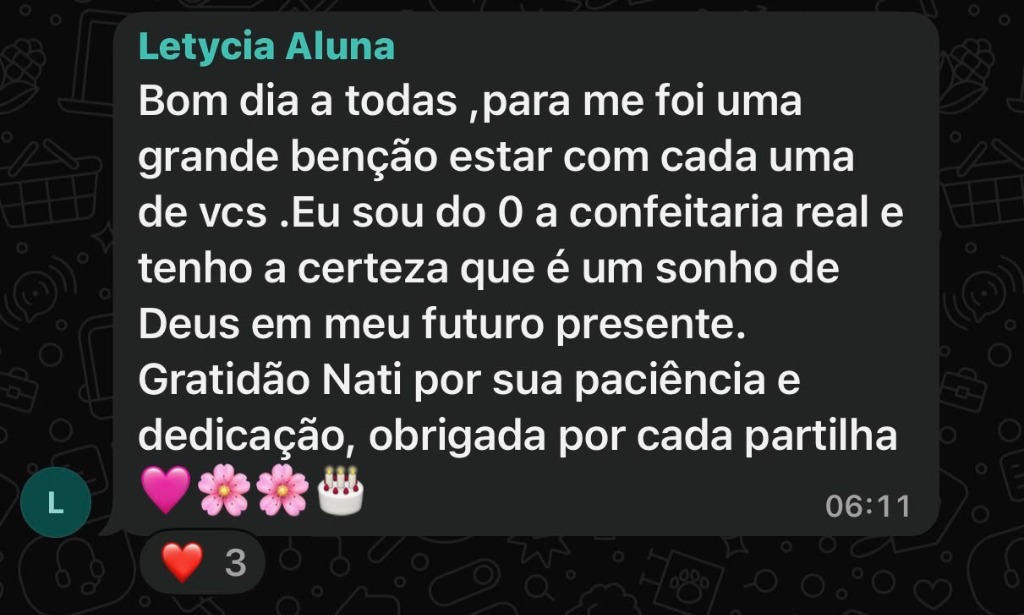 Letycia Aluna
Bom dia a todas ,para me foi uma
grande benção estar com cada uma
de vcs .Eu sou do 0 a confeitaria real e
tenho a certeza que é um sonho de
Deus em meu futuro presente.
Gratidão Nati por sua paciência e
dedicação, obrigada por cada partilha
🩷🌸🌸🎂
06:11
L
❤️ 3